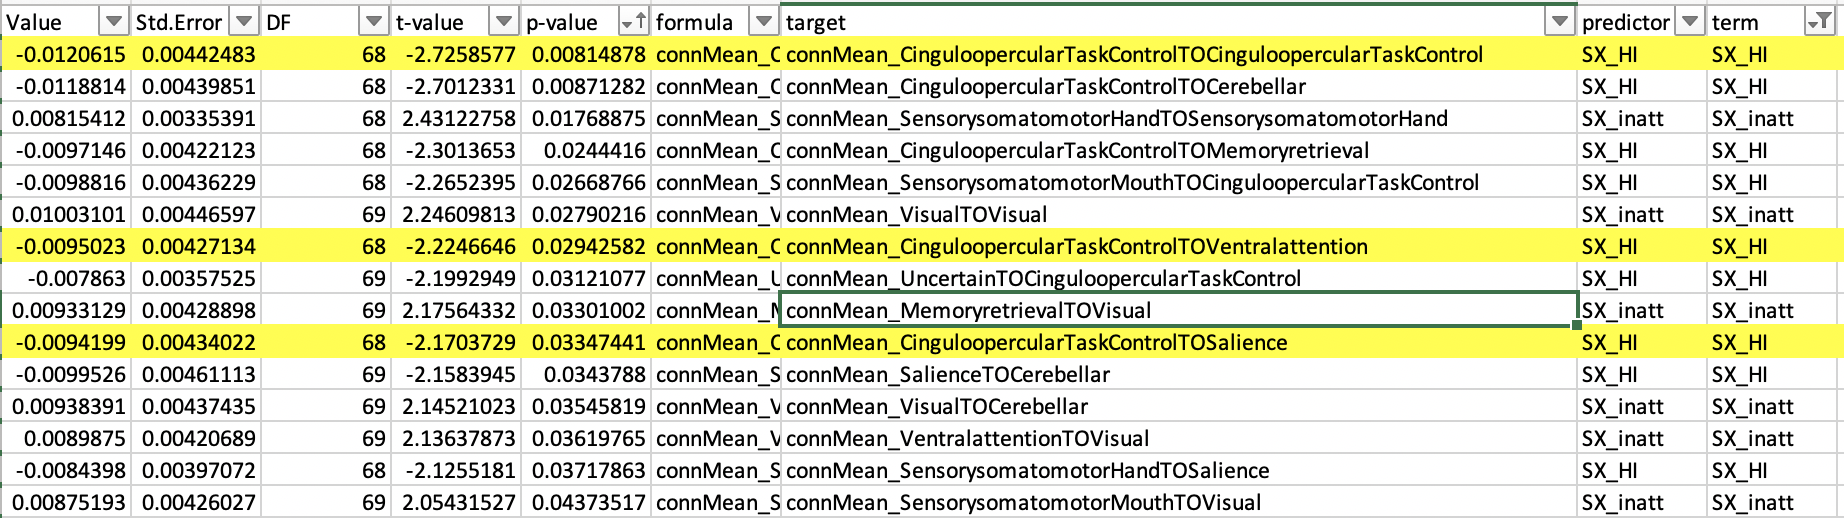 Value Std.Error DF t-value p-value formula target predictor term
-0.0120615 0.00442483 68 -2.7258577 0.00814878 connMean_C connMean_CinguloopercularTaskControlTOCinguloopercularTaskControl SX_HI SX_HI
-0.0118814 0.00439851 68 -2.7012331 0.00871282 connMean_C connMean_CinguloopercularTaskControlTOCerebellar SX_HI SX_HI
0.00815412 0.00335391 68 2.43122758 0.01768875 connMean_S connMean_SensorysomatomotorHandTOSensorysomatomotorHand SX_inatt SX_inatt
-0.0097146 0.00422123 68 -2.3013653 0.0244416 connMean_C connMean_CinguloopercularTaskControlTOMemoryretrieval SX_HI SX_HI
-0.0098816 0.00436229 68 -2.2652395 0.02668766 connMean_S connMean_SensorysomatomotorMouthTOCinguloopercularTaskControl SX_HI SX_HI
0.01003101 0.00446597 69 2.24609813 0.02790216 connMean_V connMean_VisualTOVisual SX_inatt SX_inatt
-0.0095023 0.00427134 68 -2.2246646 0.02942582 connMean_C connMean_CinguloopercularTaskControlTOVentralattention SX_HI SX_HI
-0.007863 0.00357525 69 -2.1992949 0.03121077 connMean_U connMean_UncertainTOCinguloopercularTaskControl SX_HI SX_HI
0.00933129 0.00428898 69 2.17564332 0.03301002 connMean_M connMean_MemoryretrievalTOVisual SX_inatt SX_inatt
-0.0094199 0.00434022 68 -2.1703729 0.03347441 connMean_C connMean_CinguloopercularTaskControlTOSalience SX_HI SX_HI
-0.0099526 0.00461113 69 -2.1583945 0.0343788 connMean_S connMean_SalienceTOCerebellar SX_HI SX_HI
0.00938391 0.00437435 69 2.14521023 0.03545819 connMean_V connMean_VisualTOCerebellar SX_inatt SX_inatt
0.0089875 0.00420689 69 2.13637873 0.03619765 connMean_V connMean_VentralattentionTOVisual SX_inatt SX_inatt
-0.0084398 0.00397072 68 -2.1255181 0.03717863 connMean_S connMean_SensorysomatomotorHandTOSalience SX_HI SX_HI
0.00875193 0.00426027 69 2.05431527 0.04373517 connMean_S connMean_SensorysomatomotorMouthTOVisual SX_inatt SX_inatt